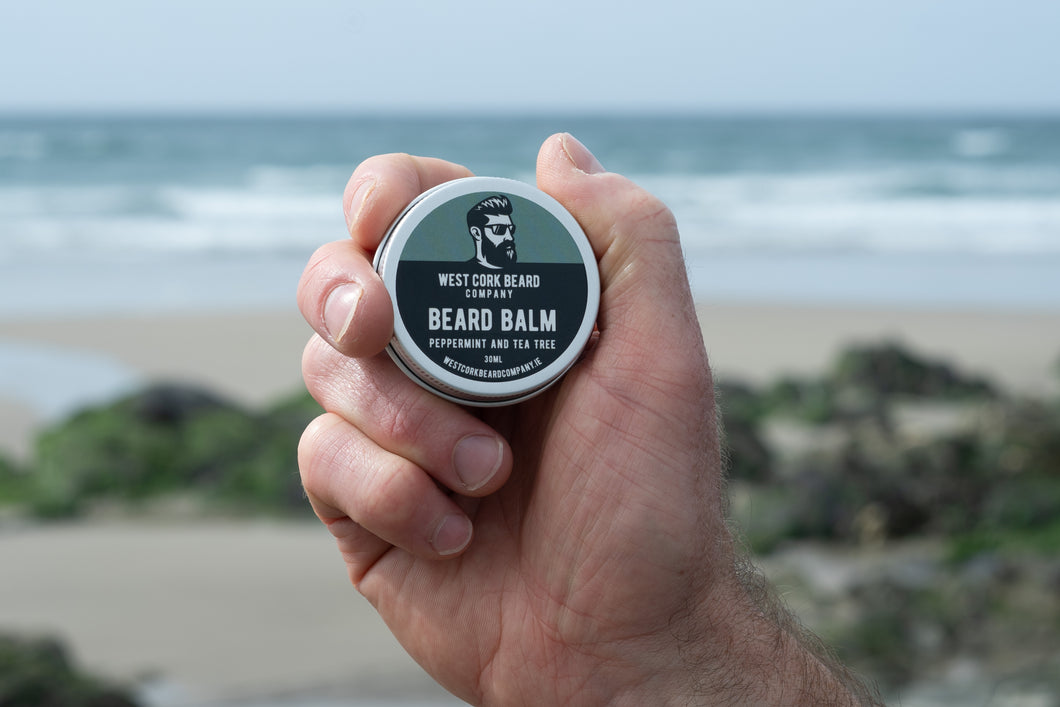 WEST CORK BEARD
COMPANY
BEARD BALM
PEPPERMINT AND TEA TREE
30ML
WESTCORKBEARDCOMPANY.IE